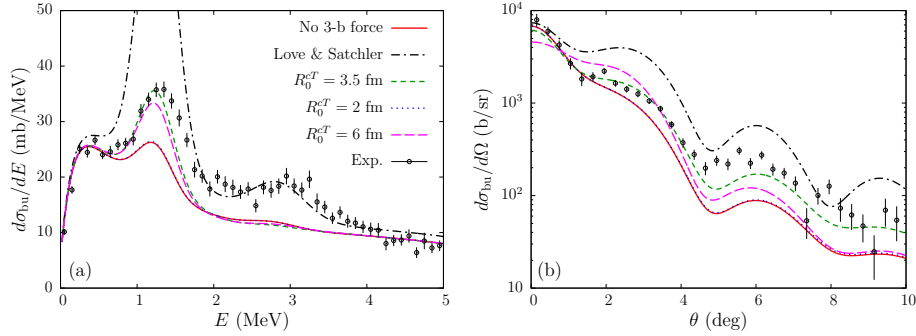 50
40
30
20
10
0
dσ_bu/dE (mb/MeV)
0
1
2
3
4
5
E (MeV)
(a)
No 3-b force
Love & Satchler
R_0^{cT} = 3.5 fm
R_0^{cT} = 2 fm
R_0^{cT} = 6 fm
Exp.
10^4
10^3
10^2
10^1
dσ_bu/dΩ (b/sr)
0
2
4
6
8
10
θ (deg)
(b)